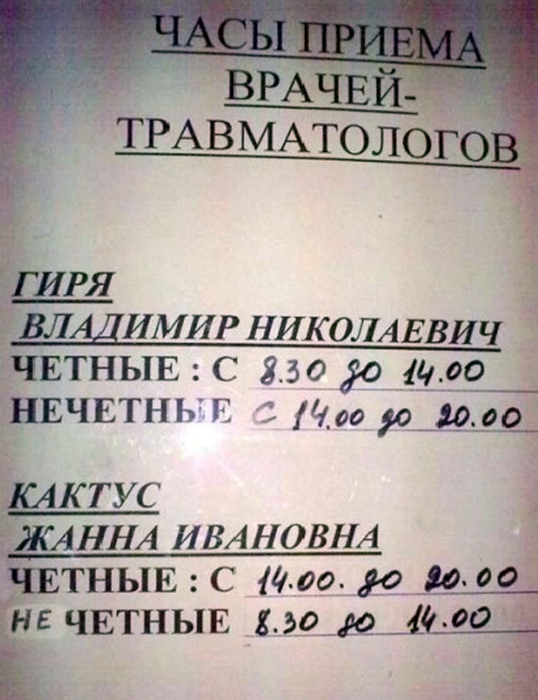 ЧАСЫ ПРИЕМА
ВРАЧЕЙ-
ТРАВМАТОЛОГОВ
ГИРЯ
ВЛАДИМИР НИКОЛАЕВИЧ
ЧЕТНЫЕ : С 8.30 до 14.00
НЕЧЕТНЫЕ С 14.00 до 20.00
КАКТУС
ЖАННА ИВАНОВНА
ЧЕТНЫЕ : С 14.00. до 20.00
НЕ ЧЕТНЫЕ 8.30 до 14.00